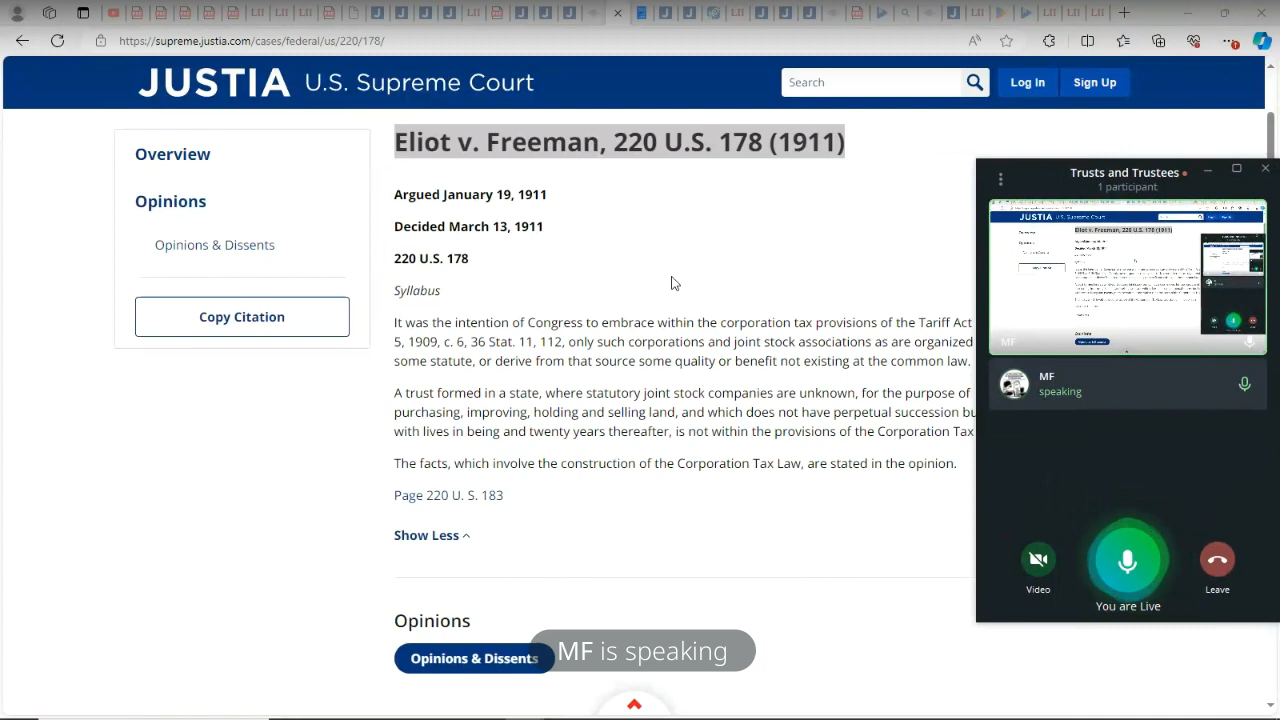 https://supreme.justia.com/cases/federal/us/220/178/
JUSTIA U.S. Supreme Court
Search
Log In
Sign Up
Overview
Opinions
Opinions & Dissents
Copy Citation
Eliot v. Freeman, 220 U.S. 178 (1911)
Argued January 19, 1911
Decided March 13, 1911
220 U.S. 178
Syllabus
It was the intention of Congress to embrace within the corporation tax provisions of the Tariff Act
5, 1909, c. 6, 36 Stat. 11, 112, only such corporations and joint stock associations as are organized
some statute, or derive from that source some quality or benefit not existing at the common law.
A trust formed in a state, where statutory joint stock companies are unknown, for the purpose of
purchasing, improving, holding and selling land, and which does not have perpetual succession bu
with lives in being and twenty years thereafter, is not within the provisions of the Corporation Tax
The facts, which involve the construction of the Corporation Tax Law, are stated in the opinion.
Page 220 U. S. 183
Show Less
Opinions
Opinions & Dissents
MF is speaking
Trusts and Trustees
1 participant
JUSTIA U.S. Supreme Court
Eliot v. Freeman, 220 U.S. 178 (1911)
MF
MF
speaking
Video
Leave
You are Live